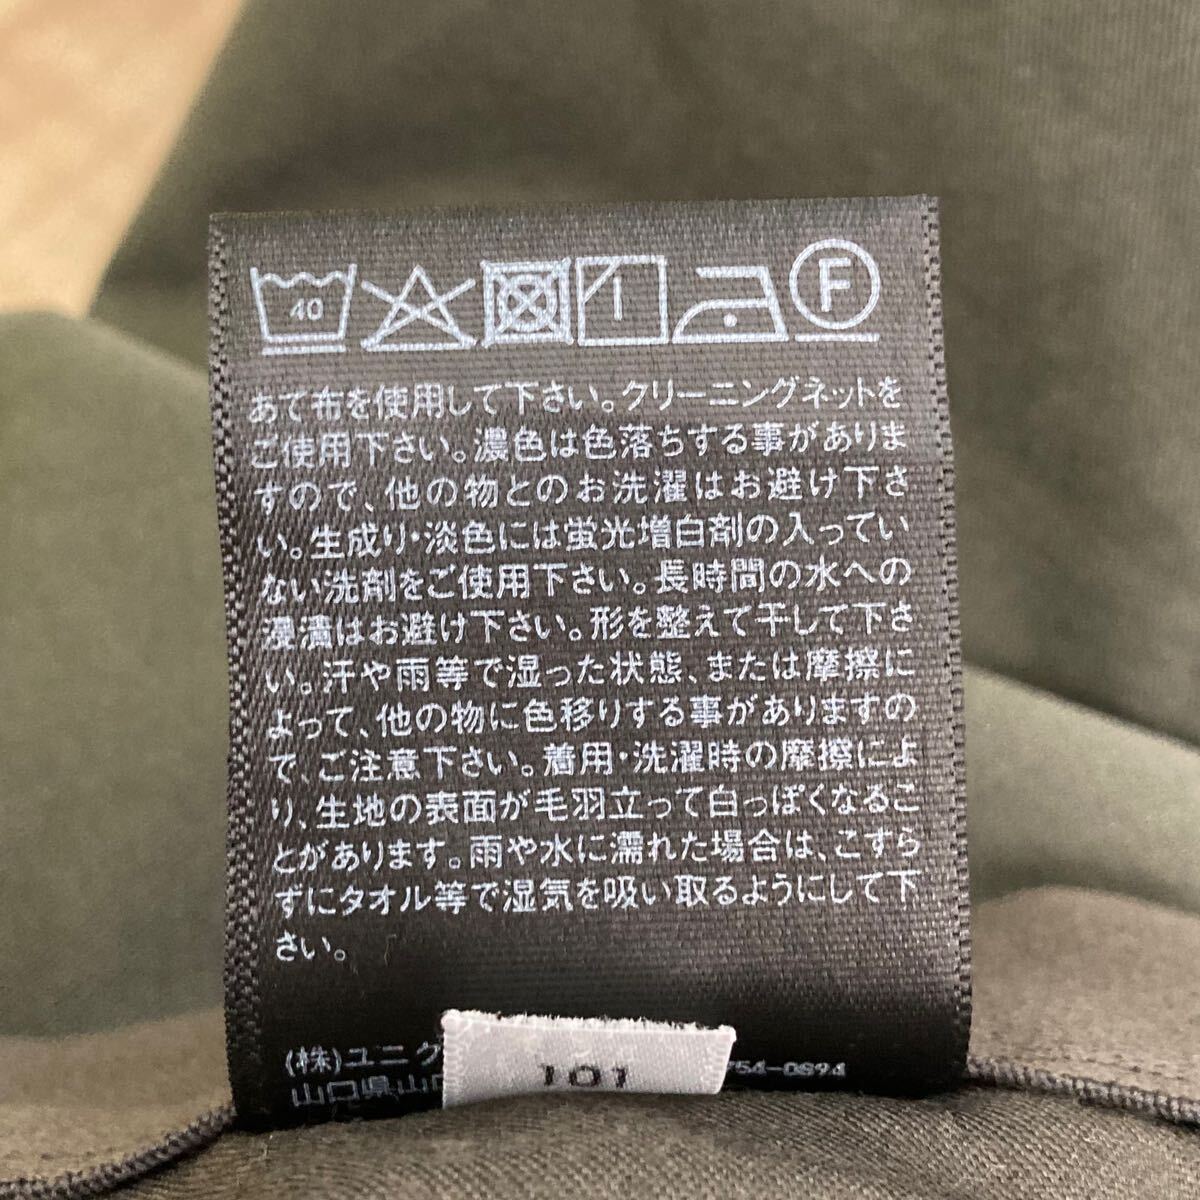 40 F
あて布を使用して下さい。クリーニングネットを
ご使用下さい。濃色は色落ちする事がありま
すので、他の物とのお洗濯はお避け下さ
い。生成り・淡色には蛍光増白剤の入ってい
ない洗剤をご使用下さい。長時間の水への
浸漬はお避け下さい。形を整えて干して下さ
い。汗や雨等で湿った状態、または摩擦に
よって、他の物に色移りする事がありますの
で、ご注意下さい。着用・洗濯時の摩擦によ
り、生地の表面が毛羽立って白っぽくなるこ
とがあります。雨や水に濡れた場合は、こすら
ずにタオル等で湿気を吸い取るようにして下
さい。
(株)ユニク 754-0894
山口県山
101